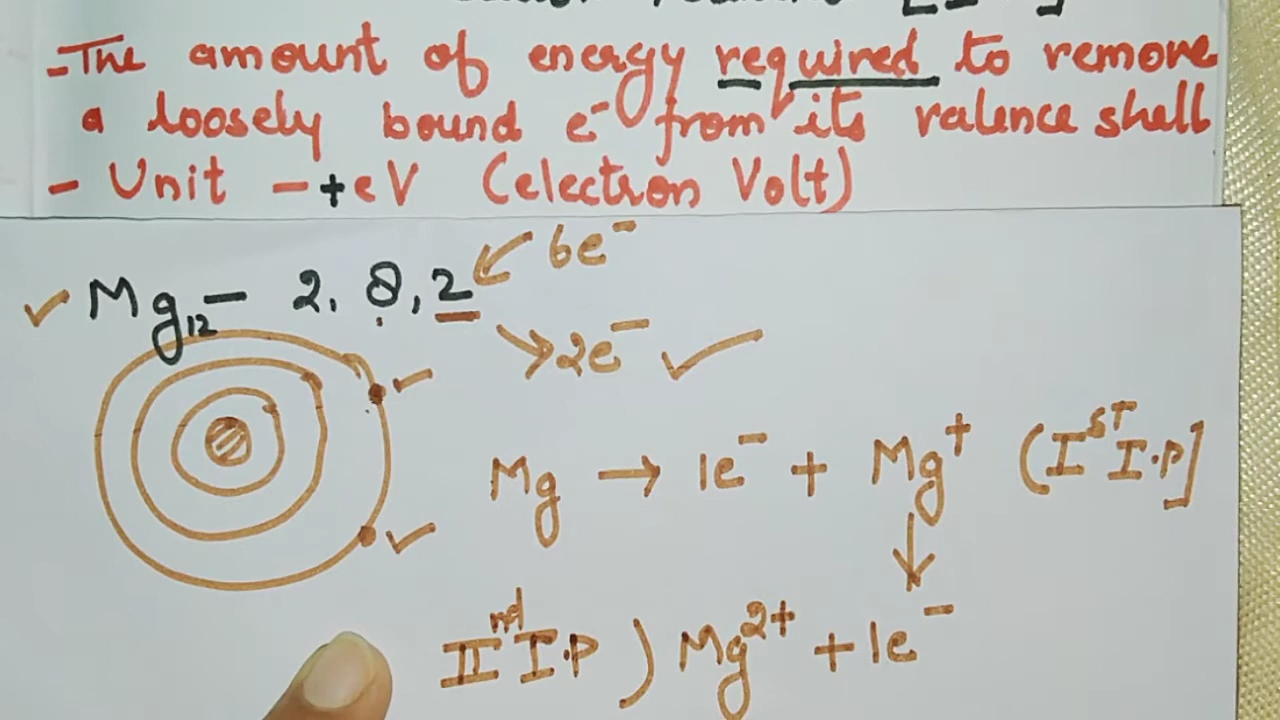 -The amount of energy required to remove
a loosely bound e⁻ from its valence shell
- Unit - +eV (electron Volt)
✓ Mg₁₂ - 2, 8, 2 ↙ 6e⁻
→ 2e⁻ ✓
Mg → 1e⁻ + Mg⁺ (Iˢᵀ I.P]
↓
IIⁿᵈ I.P) Mg²⁺ + 1e⁻